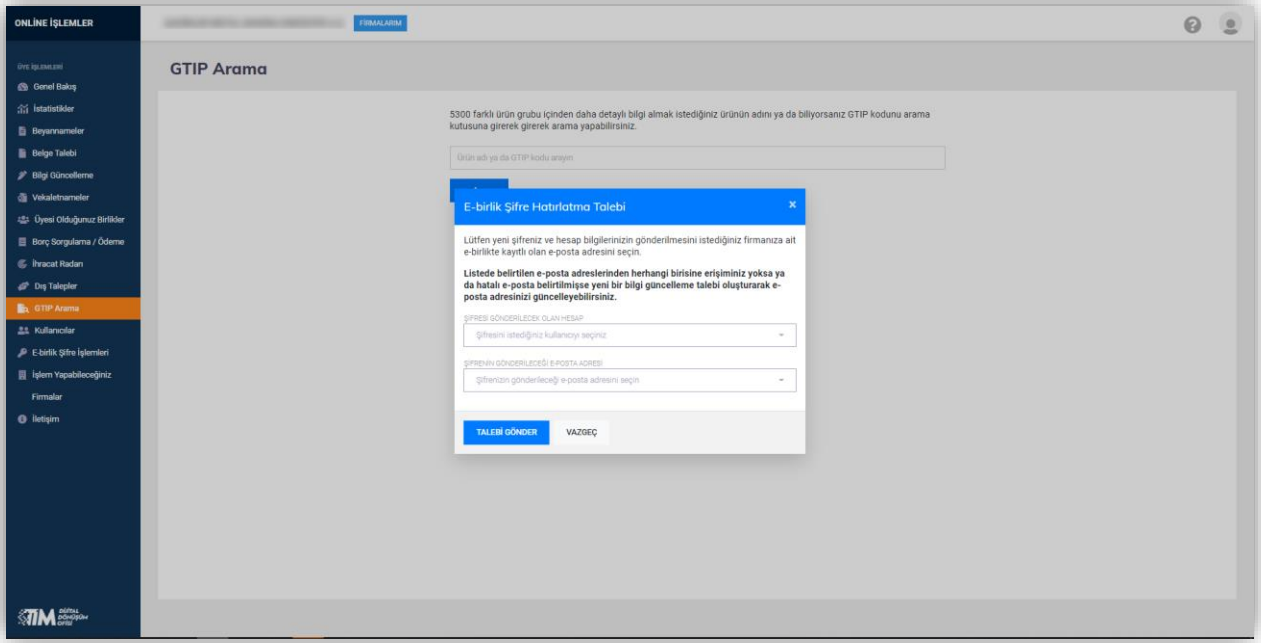 ONLİNE İŞLEMLER
FİRMALARIM
ÜYE İŞLEMLERİ
Genel Bakış
İstatistikler
Beyannameler
Belge Talebi
Bilgi Güncelleme
Vekaletnameler
Üyesi Olduğunuz Birlikler
Borç Sorgulama / Ödeme
İhracat Radarı
Dış Talepler
GTIP Arama
Kullanıcılar
E-birlik Şifre İşlemleri
İşlem Yapabileceğiniz
Firmalar
İletişim
TİM DİJİTAL
DÖNÜŞÜM
OFİSİ
GTIP Arama
5300 farklı ürün grubu içinden daha detaylı bilgi almak istediğiniz ürünün adını ya da biliyorsanız GTIP kodunu arama
kutusuna girerek girerek arama yapabilirsiniz.
Ürün adı ya da GTIP kodu arayın
E-birlik Şifre Hatırlatma Talebi
×
Lütfen yeni şifreniz ve hesap bilgilerinizin gönderilmesini istediğiniz firmanıza ait
e-birlikte kayıtlı olan e-posta adresini seçin.
Listede belirtilen e-posta adreslerinden herhangi birisine erişiminiz yoksa ya
da hatalı e-posta belirtilmişse yeni bir bilgi güncelleme talebi oluşturarak e-
posta adresinizi güncelleyebilirsiniz.
ŞİFRESİ GÖNDERİLECEK OLAN HESAP
Şifresini istediğiniz kullanıcıyı seçiniz
ŞİFRENİN GÖNDERİLECEĞİ E-POSTA ADRESİ
Şifrenizin gönderileceği e-posta adresini seçin
TALEBİ GÖNDER
VAZGEÇ